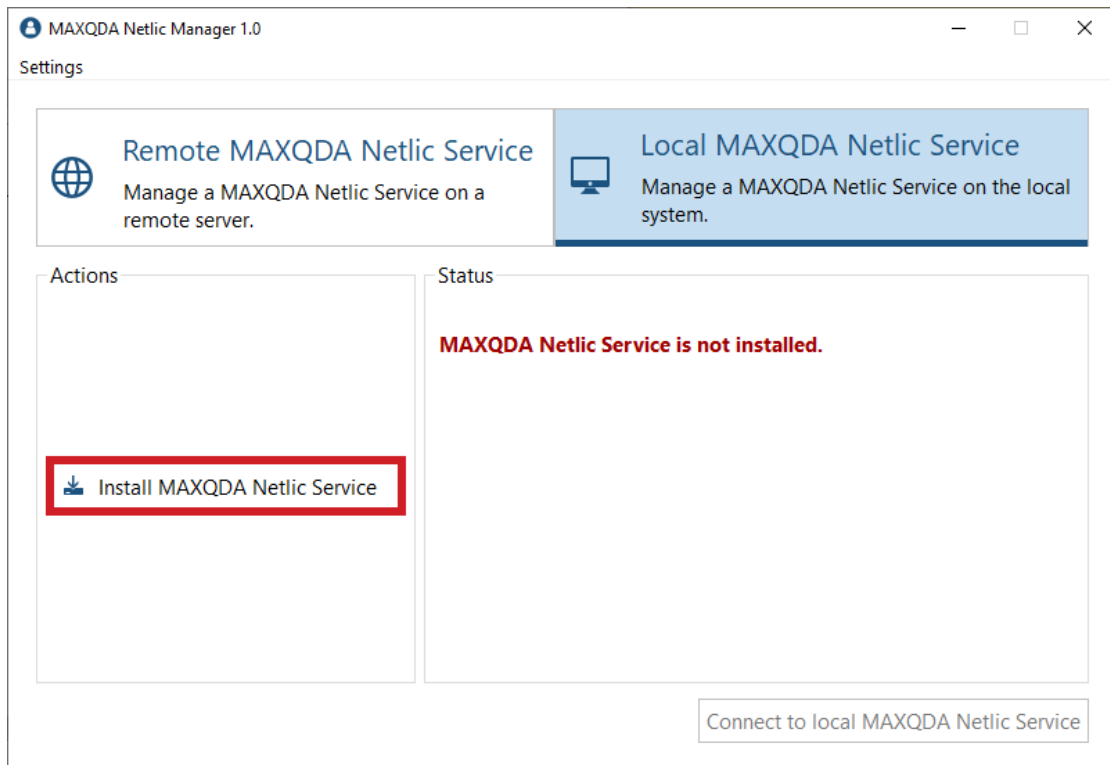 MAXQDA Netlic Manager 1.0
Settings
Remote MAXQDA Netlic Service
Manage a MAXQDA Netlic Service on a
remote server.
Local MAXQDA Netlic Service
Manage a MAXQDA Netlic Service on the local
system.
Actions
Install MAXQDA Netlic Service
Status
MAXQDA Netlic Service is not installed.
Connect to local MAXQDA Netlic Service